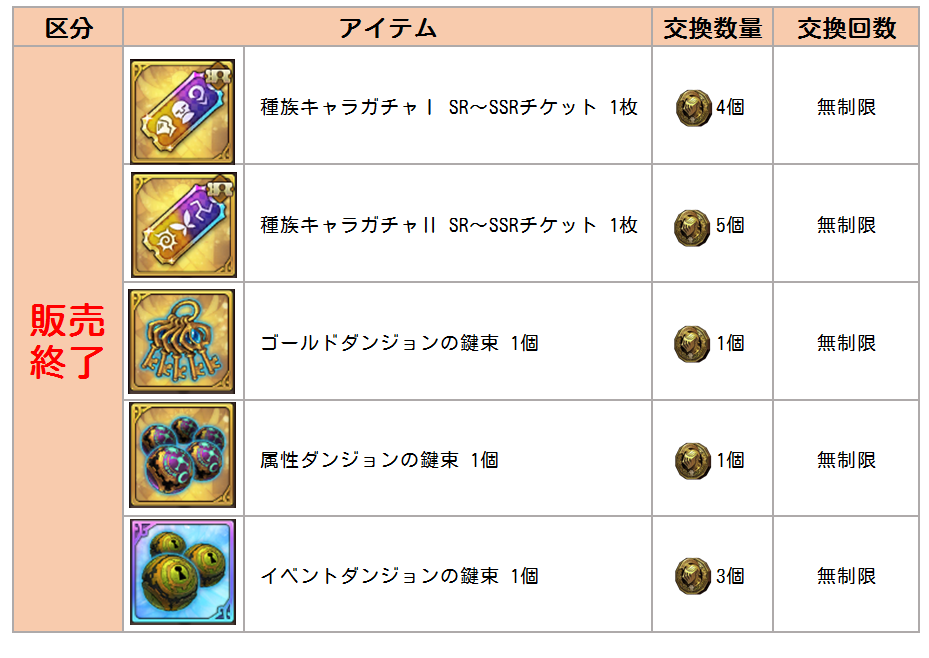 区分 アイテム 交換数量 交換回数
販売
終了
種族キャラガチャⅠ SR～SSRチケット 1枚 4個 無制限
種族キャラガチャⅡ SR～SSRチケット 1枚 5個 無制限
ゴールドダンジョンの鍵束 1個 1個 無制限
属性ダンジョンの鍵束 1個 1個 無制限
イベントダンジョンの鍵束 1個 3個 無制限